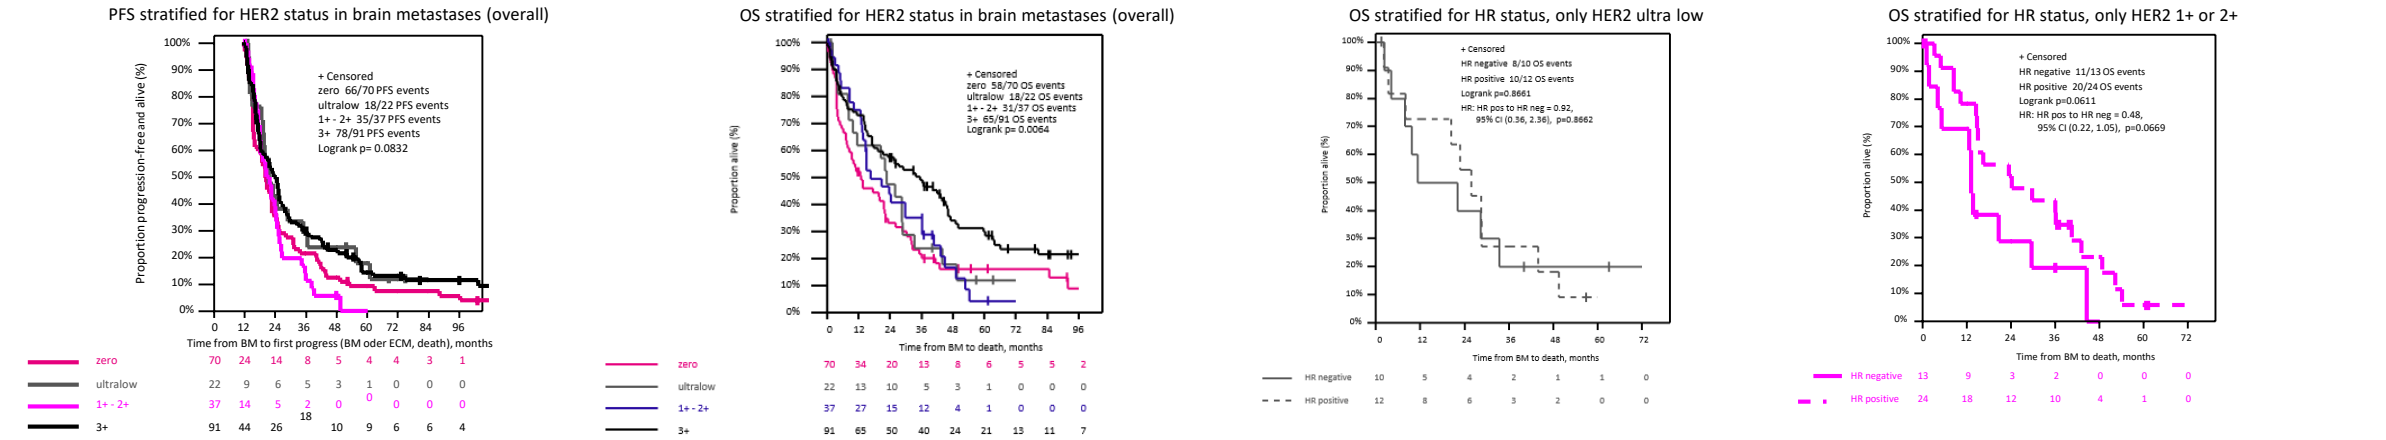 PFS stratified for HER2 status in brain metastases (overall)
Proportion progression-free and alive (%)
100%
90%
80%
70%
60%
50%
40%
30%
20%
10%
0%
+ Censored
zero 66/70 PFS events
ultralow 18/22 PFS events
1+ - 2+ 35/37 PFS events
3+ 78/91 PFS events
Logrank p= 0.0832
0 12 24 36 48 60 72 84 96
Time from BM to first progress (BM oder ECM, death), months
zero 70 24 14 8 5 4 4 3 1
ultralow 22 9 6 5 3 1 0 0 0
1+ - 2+ 37 14 5 2 0 0 0 0 0
3+ 91 44 26 18 10 9 6 6 4
OS stratified for HER2 status in brain metastases (overall)
Proportion alive (%)
100%
90%
80%
70%
60%
50%
40%
30%
20%
10%
0%
+ Censored
zero 58/70 OS events
ultralow 18/22 OS events
1+ - 2+ 31/37 OS events
3+ 65/91 OS events
Logrank p= 0.0064
0 12 24 36 48 60 72 84 96
Time from BM to death, months
zero 70 34 20 13 8 6 5 5 2
ultralow 22 13 10 5 3 1 0 0 0
1+ - 2+ 37 27 15 12 4 1 0 0 0
3+ 91 65 50 40 24 21 13 11 7
OS stratified for HR status, only HER2 ultra low
Proportion alive (%)
100%
90%
80%
70%
60%
50%
40%
30%
20%
10%
0%
+ Censored
HR negative 8/10 OS events
HR positive 10/12 OS events
Logrank p=0.8661
HR: HR pos to HR neg = 0.92,
95% CI (0.36, 2.36), p=0.8662
0 12 24 36 48 60 72
Time from BM to death, months
HR negative 10 5 4 2 1 1 0
HR positive 12 8 6 3 2 0 0
OS stratified for HR status, only HER2 1+ or 2+
Proportion alive (%)
100%
90%
80%
70%
60%
50%
40%
30%
20%
10%
0%
+ Censored
HR negative 11/13 OS events
HR positive 20/24 OS events
Logrank p=0.0611
HR: HR pos to HR neg = 0.48,
95% CI (0.22, 1.05), p=0.0669
0 12 24 36 48 60 72
Time from BM to death, months
HR negative 13 9 3 2 0 0 0
HR positive 24 18 12 10 4 1 0